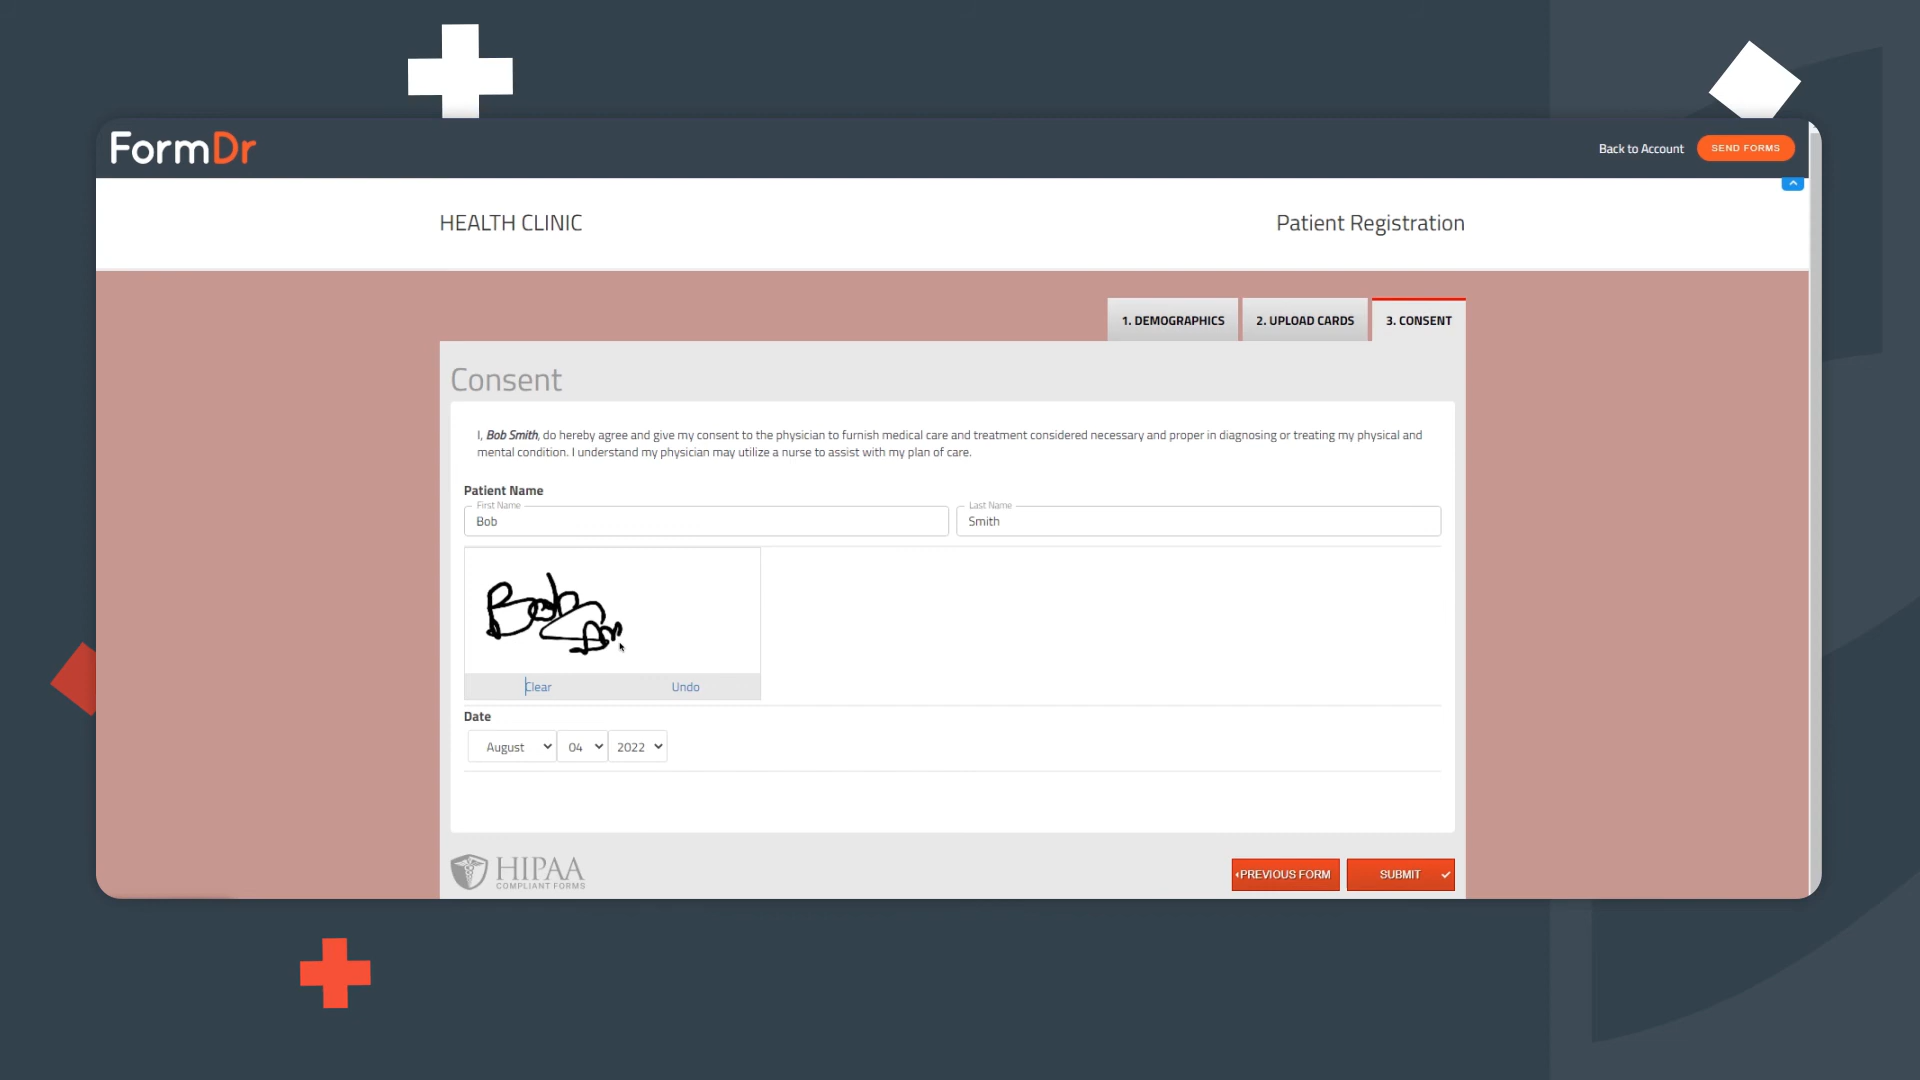 FormDr
Back to Account
SEND FORMS
HEALTH CLINIC
Patient Registration
1. DEMOGRAPHICS
2. UPLOAD CARDS
3. CONSENT
Consent
I, Bob Smith, do hereby agree and give my consent to the physician to furnish medical care and treatment considered necessary and proper in diagnosing or treating my physical and
mental condition. I understand my physician may utilize a nurse to assist with my plan of care.
Patient Name
First Name
Bob
Last Name
Smith
Bob
Clear
Undo
Date
August
04
2022
HIPAA
COMPLIANT FORMS
PREVIOUS FORM
SUBMIT